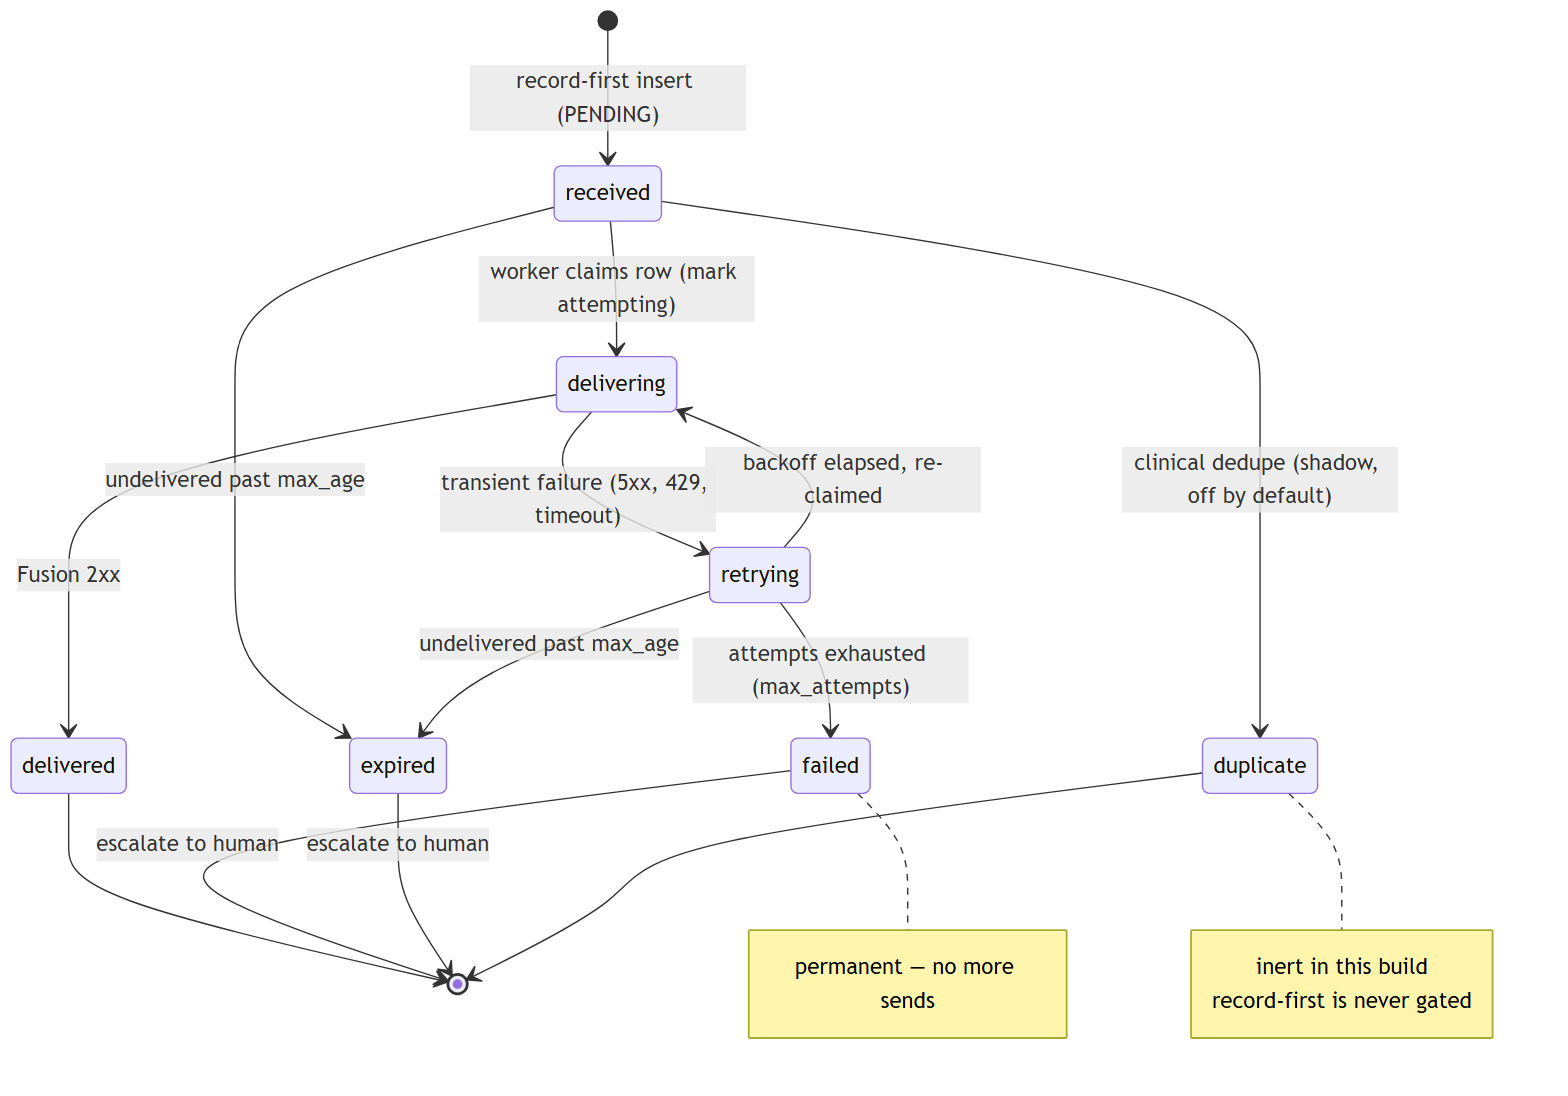 record-first insert
(PENDING)
received
worker claims row (mark
attempting)
delivering
undelivered past max_age
transient failure (5xx, 429,
timeout)
backoff elapsed, re-
claimed
clinical dedupe (shadow,
off by default)
Fusion 2xx
retrying
undelivered past max_age
attempts exhausted
(max_attempts)
delivered
expired
failed
duplicate
escalate to human
escalate to human
permanent — no more
sends
inert in this build
record-first is never gated